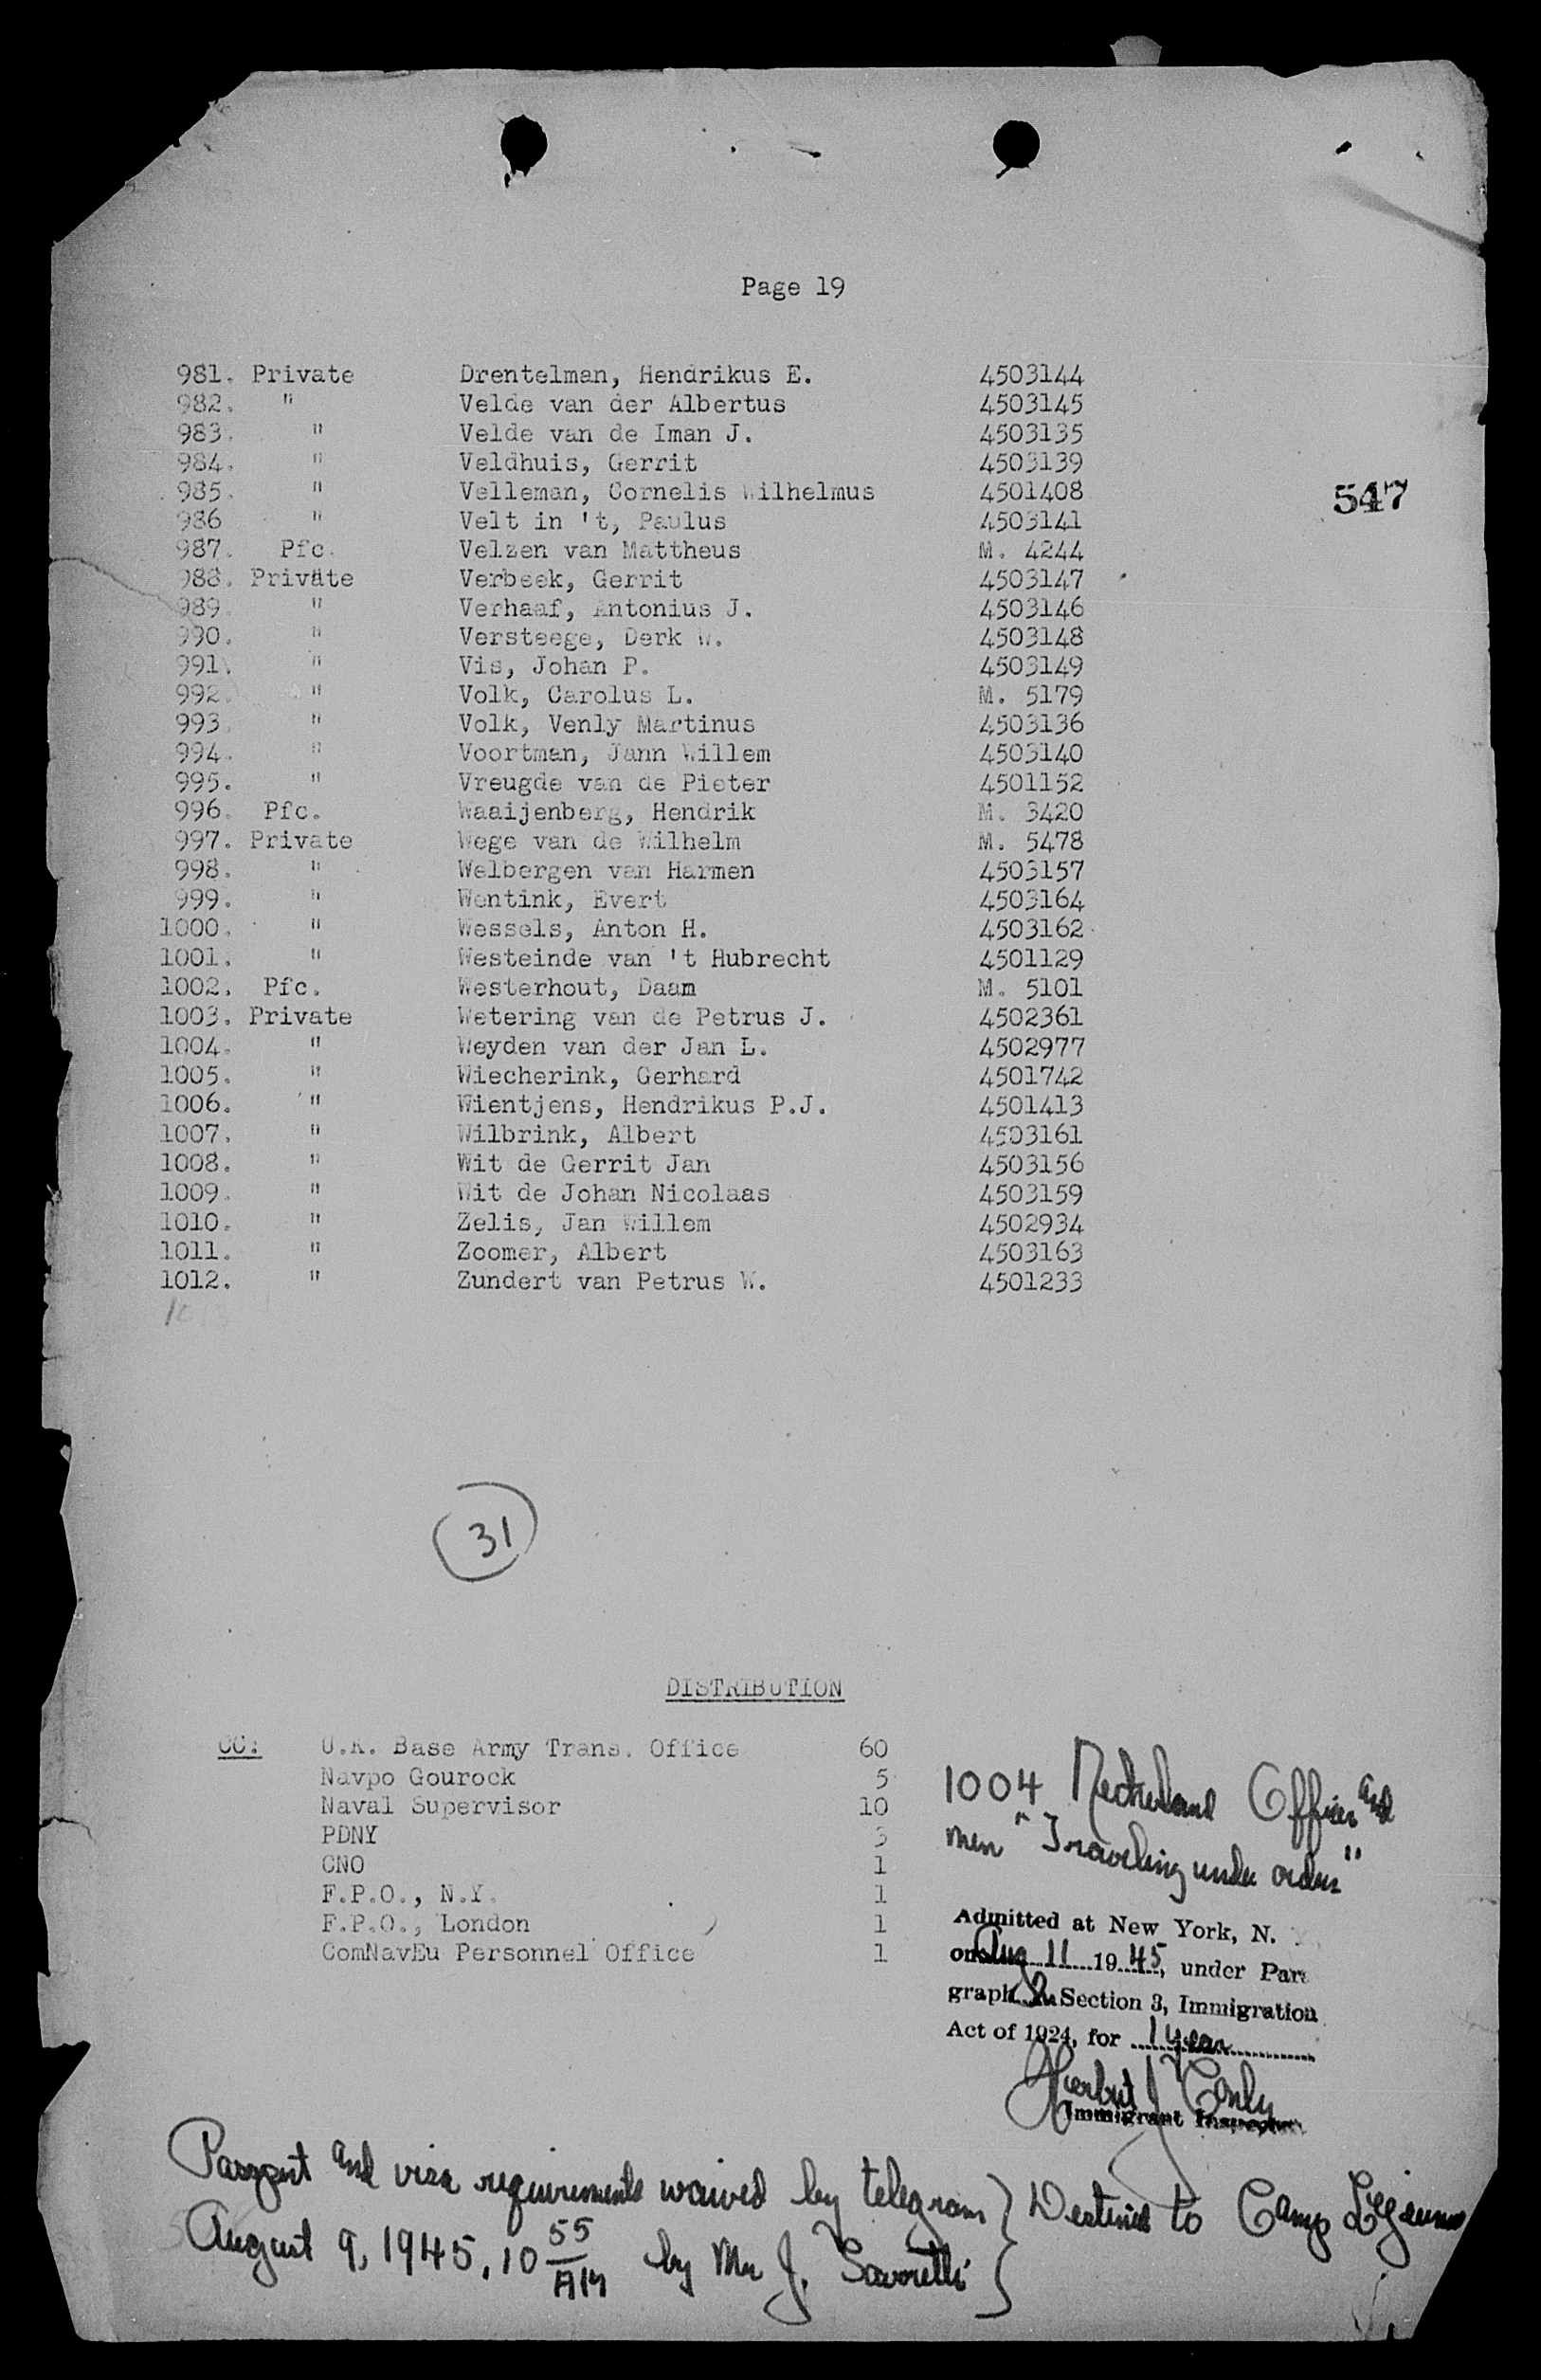 Page 19
981. Private Drentelman, Hendrikus E. 4503144
982. " Velde van der Albertus 4503145
983. " Velde van de Iman J. 4503135
984. " Veldhuis, Gerrit 4503139
985. " Velleman, Cornelis Wilhelmus 4501408
547
986 " Velt in 't, Paulus 4503141
987. Pfc. Velzen van Mattheus M. 4244
988. Private Verbeek, Gerrit 4503147
989 " Verhaaf, Antonius J. 4503146
990. " Versteege, Derk W. 4503148
991. " Vis, Johan P. 4503149
992. " Volk, Carolus L. M. 5179
993. " Volk, Venly Martinus 4503136
994. " Voortman, Jann Willem 4503140
995. " Vreugde van de Pieter 4501152
996. Pfc. Waaijenberg, Hendrik M. 3420
997. Private Wege van de Wilhelm M. 5478
998. " Welbergen van Harmen 4503157
999. " Wentink, Evert 4503164
1000. " Wessels, Anton H. 4503162
1001. " Westeinde van 't Hubrecht 4501129
1002. Pfc. Westerhout, Daam M. 5101
1003. Private Wetering van de Petrus J. 4502361
1004. " Weyden van der Jan L. 4502977
1005. " Wiecherink, Gerhard 4501742
1006. " Wientjens, Hendrikus P.J. 4501413
1007. " Wilbrink, Albert 4503161
1008. " Wit de Gerrit Jan 4503156
1009. " Wit de Johan Nicolaas 4503159
1010. " Zelis, Jan Willem 4502934
1011. " Zoomer, Albert 4503163
1012. " Zundert van Petrus W. 4501233
31
DISTRIBUTION
CC: U.K. Base Army Trans. Office 60
Navpo Gourock 5
Naval Supervisor 10
PDNY 3
CNO 1
F.P.O., N.Y. 1
F.P.O., London 1
ComNavEu Personnel Office 1
1004 Netherland Officers and
men "Traveling under orders"
Admitted at New York, N.
on Aug 11 1945, under Para
graph 2 Section 3, Immigration
Act of 1924, for 1 year
Herbert J Conly
Immigrant Inspector
Passport and visa requirements waived by telegram } Destined to Camp Lejeune
August 9, 1945, 10 55 AM by Mr J. Savoretti